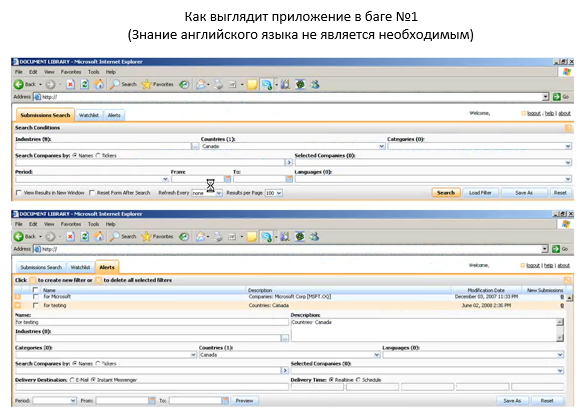 Как выглядит приложение в баге №1
(Знание английского языка не является необходимым)
DOCUMENT LIBRARY - Microsoft Internet Explorer
File Edit View Favorites Tools Help
Back Search Favorites
Address http:// Go
Submissions Search Watchlist Alerts Welcome, logout | help | about
Search Conditions
Industries (0): Countries (1): Categories (0):
Canada
Search Companies by: Names Tickers Selected Companies (0):
Period: From: To: Languages (0):
View Results in New Window Reset Form After Search Refresh Every none Results per Page 100 Search Load Filter Save As Reset
DOCUMENT LIBRARY - Microsoft Internet Explorer
File Edit View Favorites Tools Help
Back Search Favorites
Address http:// Go
Submissions Search Watchlist Alerts Welcome, logout | help | about
Click to create new filter or to delete all selected filters
Name Description Modification Date New Submissions
for Microsoft Companies: Microsoft Corp [MSFT.OQ] December 03, 2007 11:33 PM 0
for testing Countries: Canada June 02, 2008 2:36 PM 0
Name: Description:
for testing Countries: Canada
Industries (0):
Categories (0): Countries (1): Languages (0):
Canada
Search Companies by: Names Tickers Selected Companies (0):
Delivery Destination: E-Mail Instant Messenger Delivery Time: Realtime Schedule
Period: From: To: Preview Save As Reset